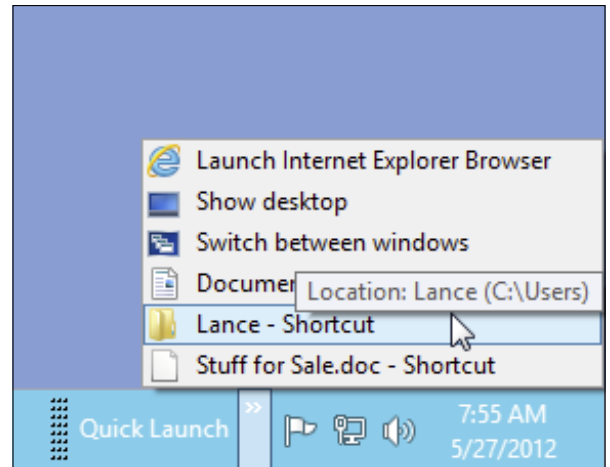 Launch Internet Explorer Browser
Show desktop
Switch between windows
Documen
Location: Lance (C:\Users)
Lance - Shortcut
Stuff for Sale.doc - Shortcut
Quick Launch
»
7:55 AM
5/27/2012